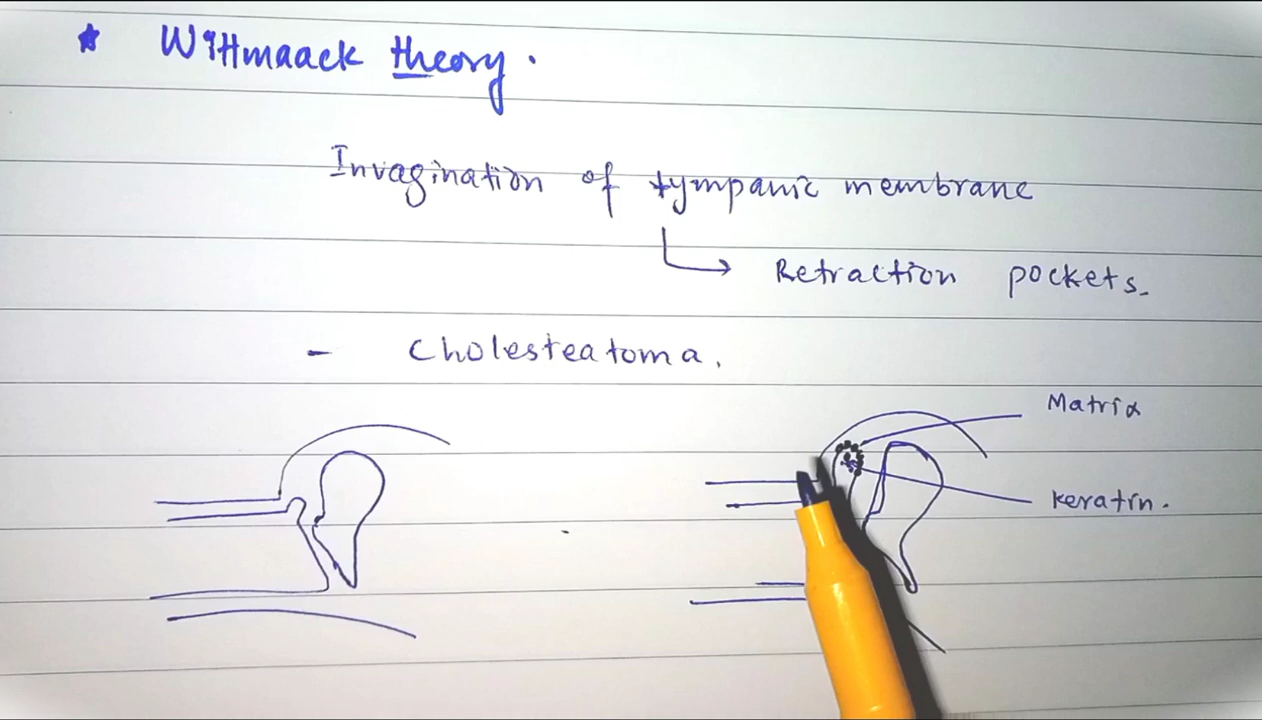 ★ Wittmaack theory.
Invagination of tympanic membrane
↳ Retraction pockets.
- Cholesteatoma.
Matrix
Keratin.